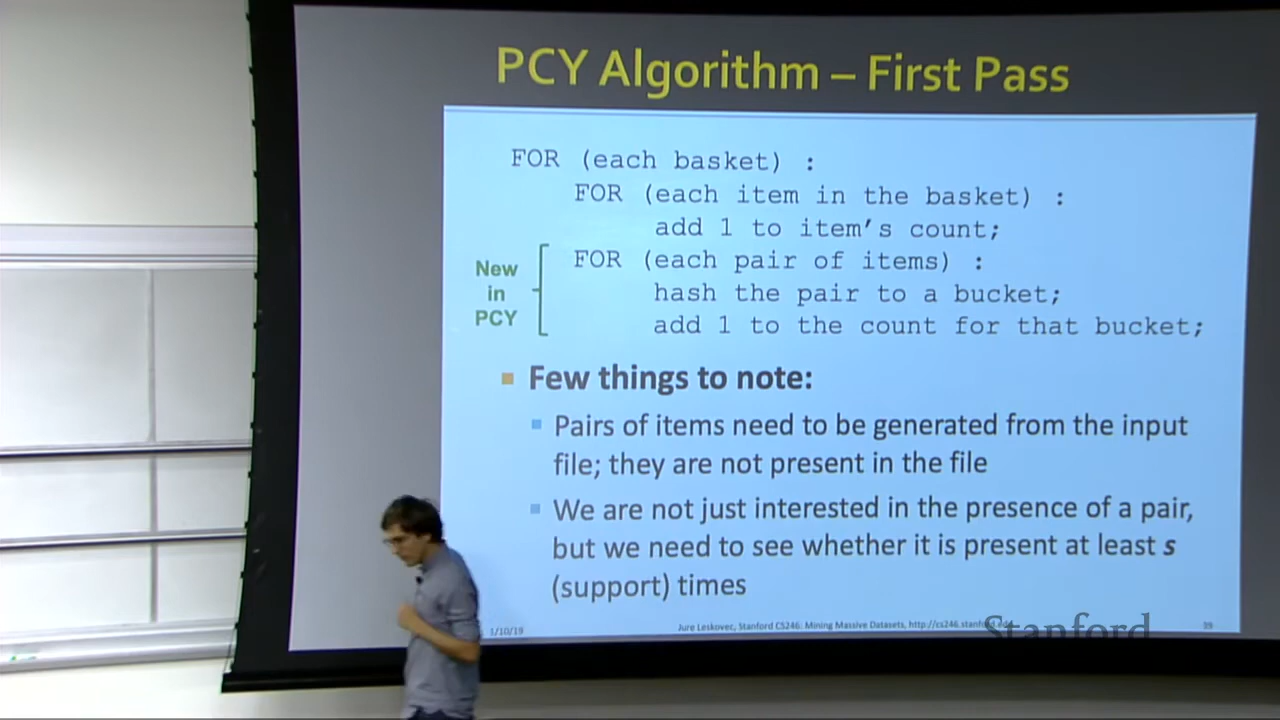 PCY Algorithm – First Pass
FOR (each basket) :
FOR (each item in the basket) :
add 1 to item’s count;
New
in
PCY
FOR (each pair of items) :
hash the pair to a bucket;
add 1 to the count for that bucket;
Few things to note:
Pairs of items need to be generated from the input
file; they are not present in the file
We are not just interested in the presence of a pair,
but we need to see whether it is present at least s
(support) times
1/10/19
Jure Leskovec, Stanford CS246: Mining Massive Datasets, http://cs246.stanford.edu
39
Stanford